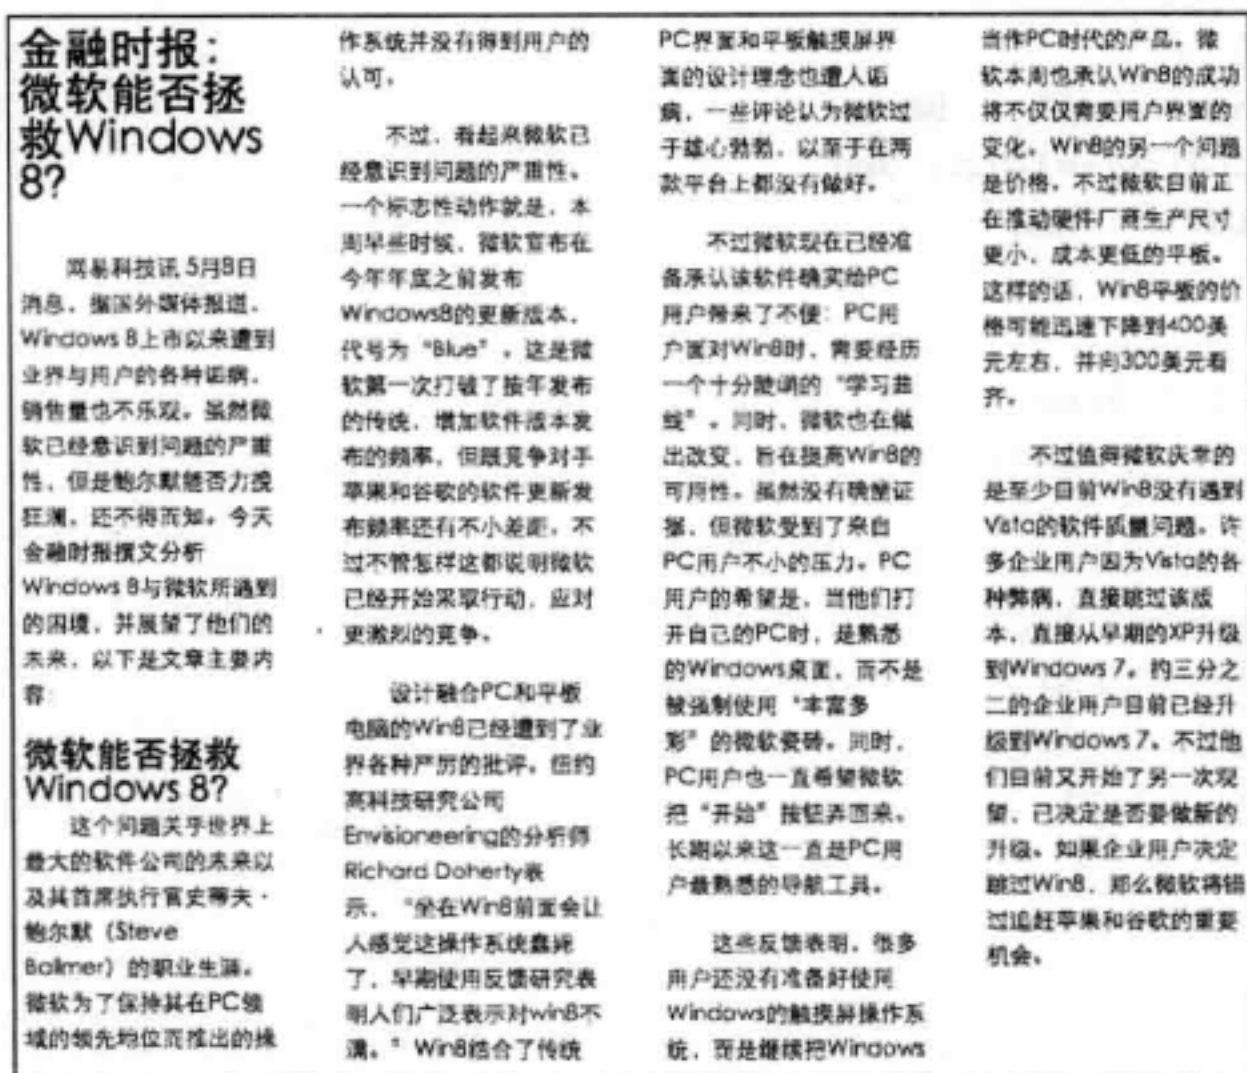 金融时报：
微软能否拯
救Windows
8?
网易科技讯 5月8日
消息，据国外媒体报道，
Windows 8上市以来遭到
业界与用户的各种诟病，
销售量也不乐观。虽然微
软已经意识到问题的严重
性，但是鲍尔默能否力挽
狂澜，还不得而知。今天
金融时报撰文分析
Windows 8与微软所遇到
的困境，并展望了他们的
未来，以下是文章主要内
容:
微软能否拯救
Windows 8?
这个问题关乎世界上
最大的软件公司的未来以
及其首席执行官史蒂夫·
鲍尔默（Steve
Ballmer）的职业生涯。
微软为了保持其在PC领
域的领先地位而推出的操
作系统并没有得到用户的
认可。
不过，看起来微软已
经意识到问题的严重性。
一个标志性动作就是，本
周早些时候，微软宣布在
今年年底之前发布
Windows8的更新版本，
代号为“Blue”。这是微
软第一次打破了按年发布
的传统，增加软件版本发
布的频率，但跟竞争对手
苹果和谷歌的软件更新发
布频率还有不小差距。不
过不管怎样这都说明微软
已经开始采取行动，应对
更激烈的竞争。
设计融合PC和平板
电脑的Win8已经遭到了业
界各种严厉的批评。纽约
高科技研究公司
Envisioneering的分析师
Richard Doherty表
示，“坐在Win8前面会让
人感觉这操作系统蠢掉
了，早期使用反馈研究表
明人们广泛表示对win8不
满。”Win8结合了传统
PC界面和平板触摸屏界
面的设计理念也遭人诟
病，一些评论认为微软过
于雄心勃勃，以至于在两
款平台上都没有做好。
不过微软现在已经准
备承认该软件确实给PC
用户带来了不便：PC用
户面对Win8时，需要经历
一个十分陡峭的“学习曲
线”。同时，微软也在做
出改变，旨在提高Win8的
可用性。虽然没有确凿证
据，但微软受到了来自
PC用户不小的压力。PC
用户的希望是，当他们打
开自己的PC时，是熟悉
的Windows桌面，而不是
被强制使用“丰富多
彩”的微软瓷砖。同时，
PC用户也一直希望微软
把“开始”按钮弄回来。
长期以来这一直是PC用
户最熟悉的导航工具。
这些反馈表明，很多
用户还没有准备好使用
Windows的触摸屏操作系
统，而是继续把Windows
当作PC时代的产品。微
软本周也承认Win8的成功
将不仅仅需要用户界面的
变化。Win8的另一个问题
是价格。不过微软目前正
在推动硬件厂商生产尺寸
更小、成本更低的平板。
这样的话，Win8平板的价
格可能迅速下降到400美
元左右，并向300美元看
齐。
不过值得微软庆幸的
是至少目前Win8没有遇到
Vista的软件质量问题。许
多企业用户因为Vista的各
种弊病，直接跳过该版
本，直接从早期的XP升级
到Windows 7。约三分之
二的企业用户目前已经升
级到Windows 7。不过他
们目前又开始了另一次观
望，已决定是否要做新的
升级。如果企业用户决定
跳过Win8，那么微软将错
过追赶苹果和谷歌的重要
机会。